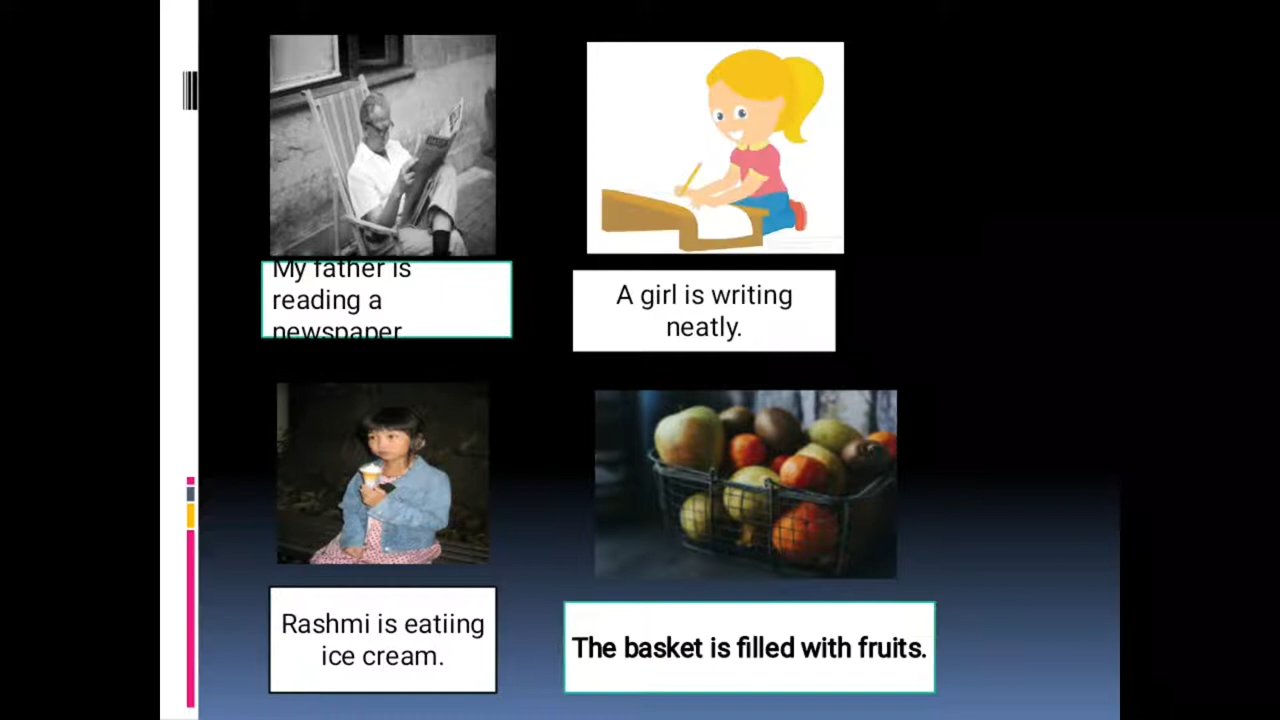 My father is
reading a
newspaper
A girl is writing
neatly.
Rashmi is eatiing
ice cream.
The basket is filled with fruits.